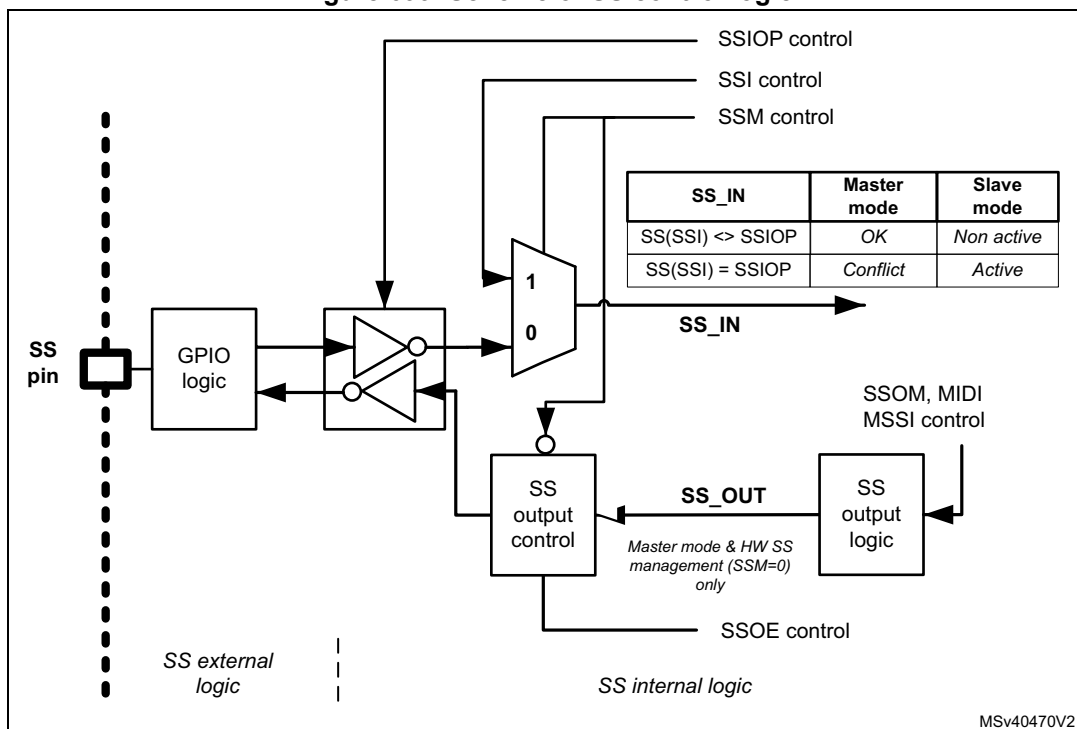 SSIOP control
SSI control
SSM control
SS_IN Master mode Slave mode
SS(SSI) <> SSIOP OK Non active
SS(SSI) = SSIOP Conflict Active
1
0
SS_IN
SS
pin
GPIO
logic
SSOM, MIDI
MSSI control
SS
output
control
SS_OUT
SS
output
logic
Master mode & HW SS
management (SSM=0)
only
SSOE control
SS external
logic
SS internal logic
MSv40470V2